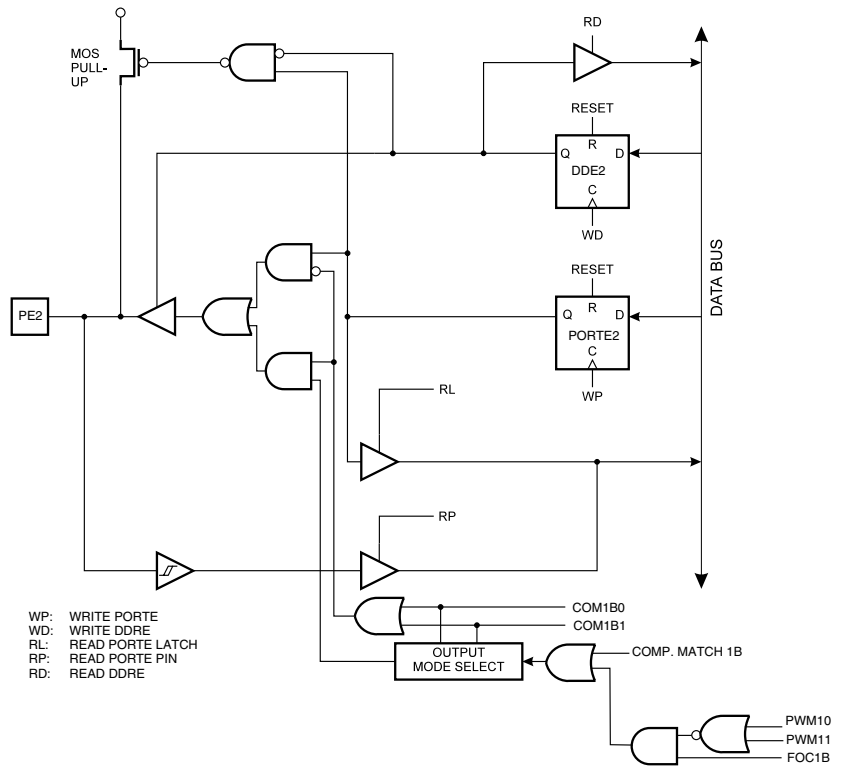 RD
MOS
PULL-
UP
RESET
R
Q
D
DDE2
C
WD
DATA BUS
RESET
R
PE2
Q
D
PORTE2
C
WP
RL
RP
WP: WRITE PORTE
WD: WRITE DDRE
RL: READ PORTE LATCH
RP: READ PORTE PIN
RD: READ DDRE
COM1B0
COM1B1
OUTPUT
MODE SELECT
COMP. MATCH 1B
PWM10
PWM11
FOC1B